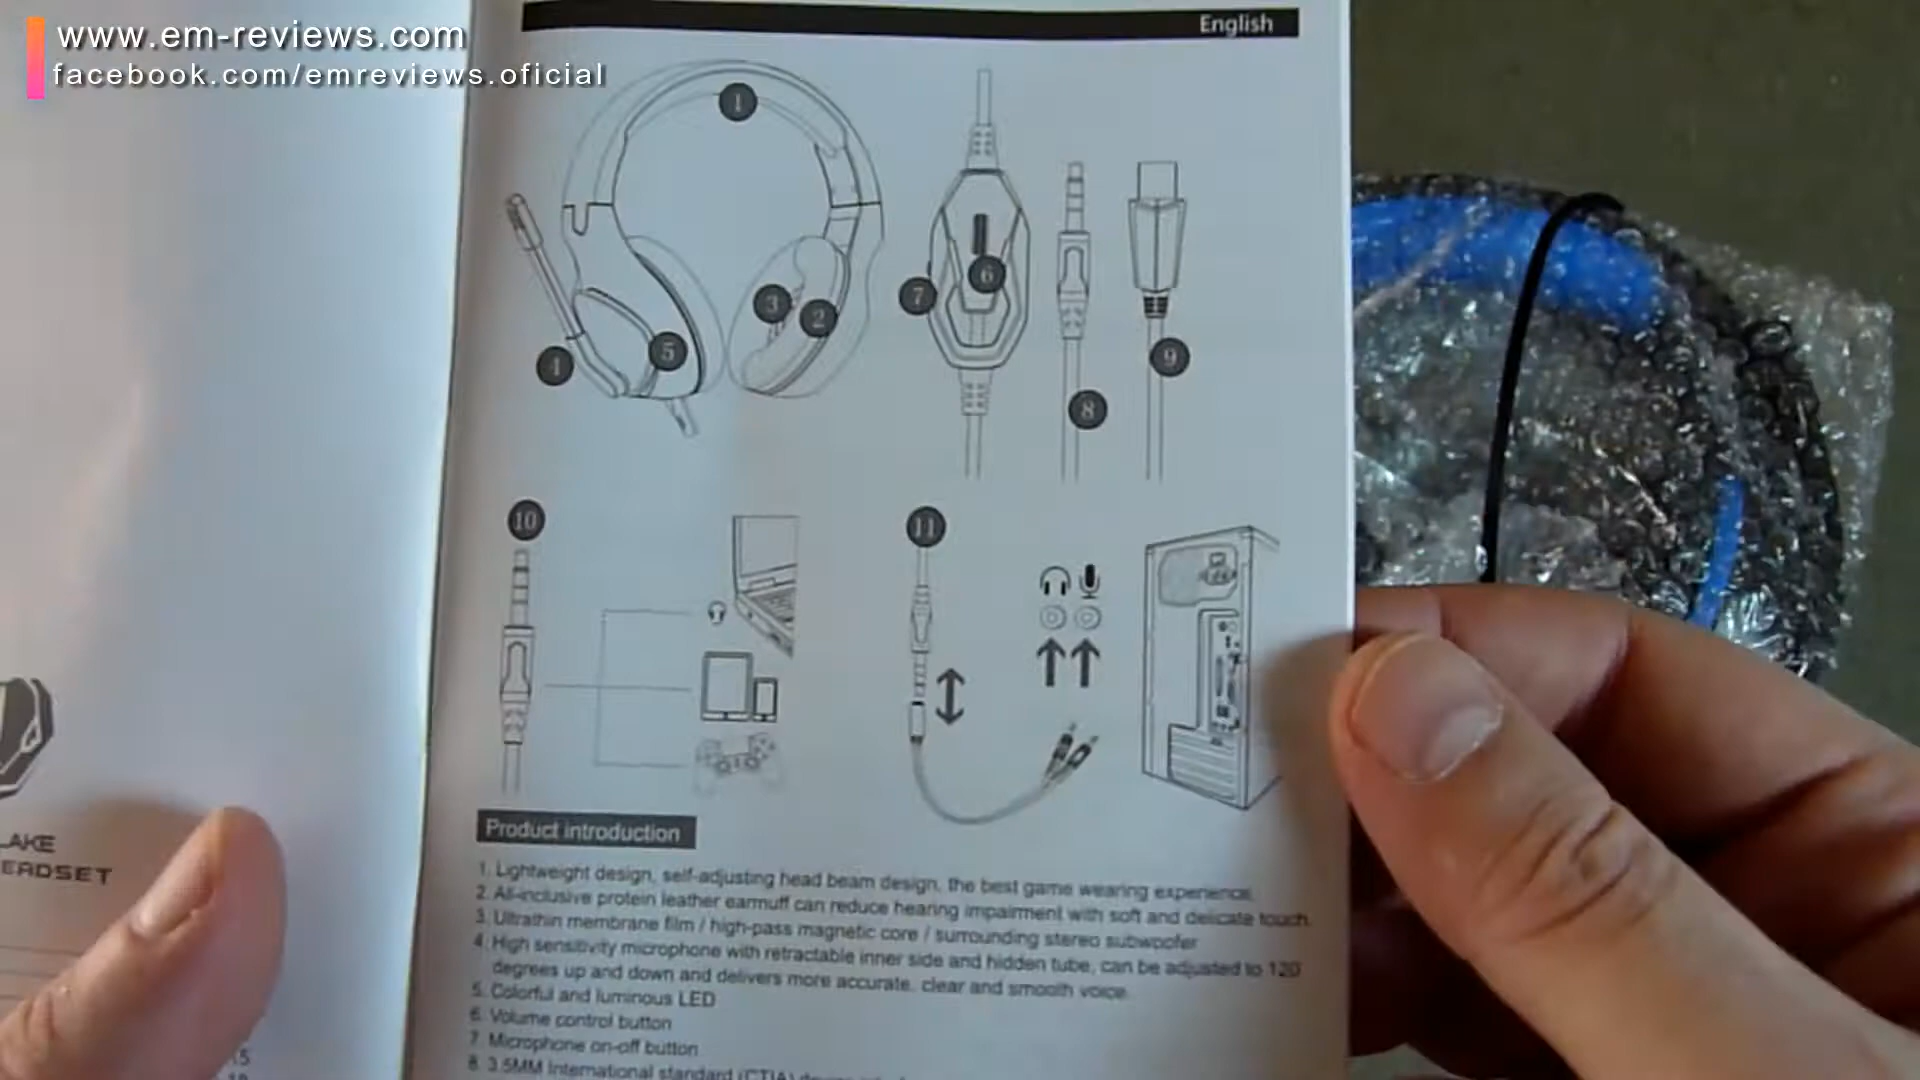 www.em-reviews.com
facebook.com/emreviews.oficial
English
1
6
7
3
2
5
4
9
8
10
11
LAKE
EADSET
Product introduction
1. Lightweight design, self-adjusting head beam design, the best game wearing experience.
2. All-inclusive protein leather earmuff can reduce hearing impairment with soft and delicate touch.
3. Ultrathin membrane film / high-pass magnetic core / surrounding stereo subwoofer
4. High sensitivity microphone with retractable inner side and hidden tube, can be adjusted to 120
degrees up and down and delivers more accurate, clear and smooth voice.
5. Colorful and luminous LED
6. Volume control button
7. Microphone on-off button
8. 3.5MM International standard (CTIA)